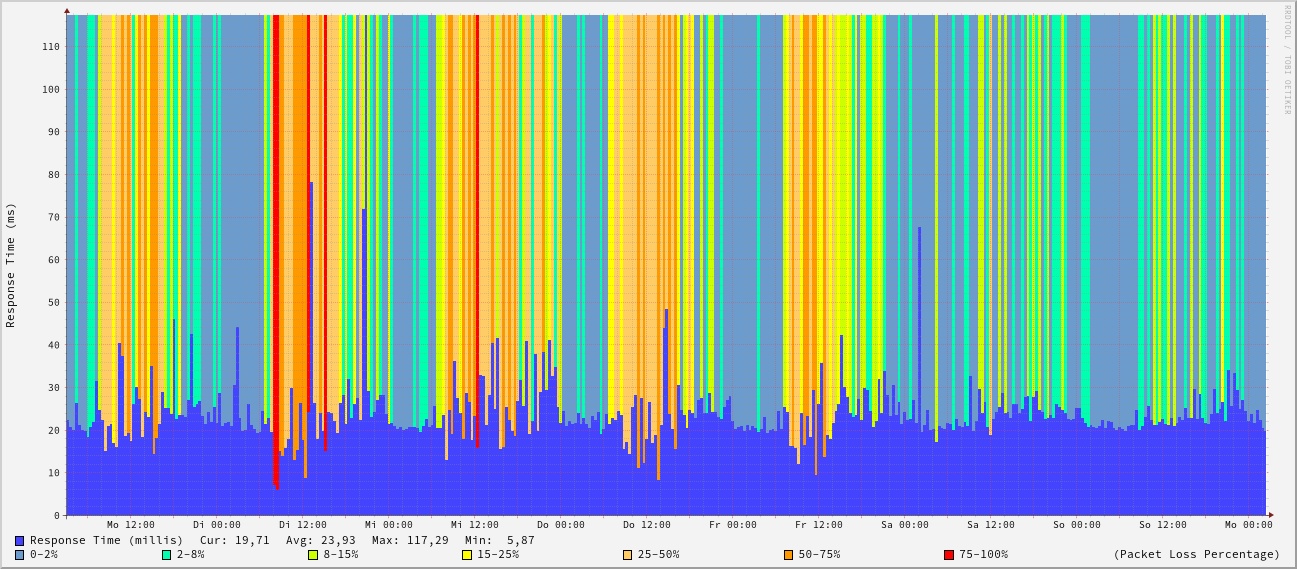 RRDTOOL / TOBI OETIKER
Response Time (ms)
110
100
90
80
70
60
50
40
30
20
10
0
Mo 12:00 Di 00:00 Di 12:00 Mi 00:00 Mi 12:00 Do 00:00 Do 12:00 Fr 00:00 Fr 12:00 Sa 00:00 Sa 12:00 So 00:00 So 12:00 Mo 00:00
Response Time (millis) Cur: 19,71 Avg: 23,93 Max: 117,29 Min: 5,87
0-2% 2-8% 8-15% 15-25% 25-50% 50-75% 75-100% (Packet Loss Percentage)